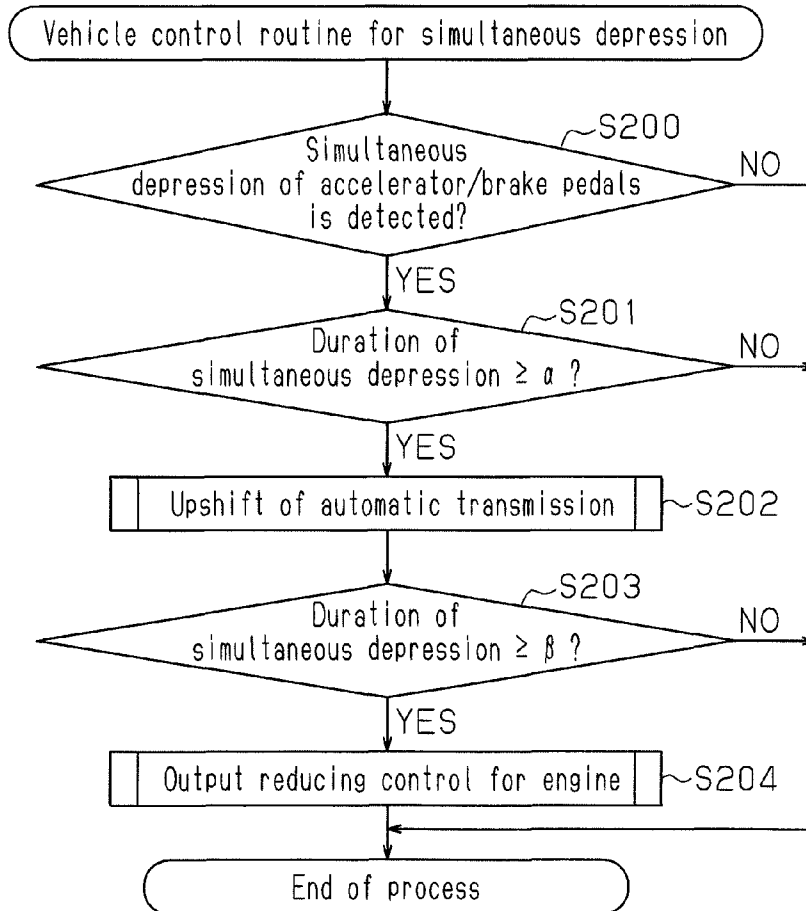 Vehicle control routine for simultaneous depression
S200
Simultaneous
depression of accelerator/brake pedals
is detected?
NO
YES
S201
Duration of
simultaneous depression ≥ α ?
NO
YES
Upshift of automatic transmission
S202
S203
Duration of
simultaneous depression ≥ β ?
NO
YES
Output reducing control for engine
S204
End of process